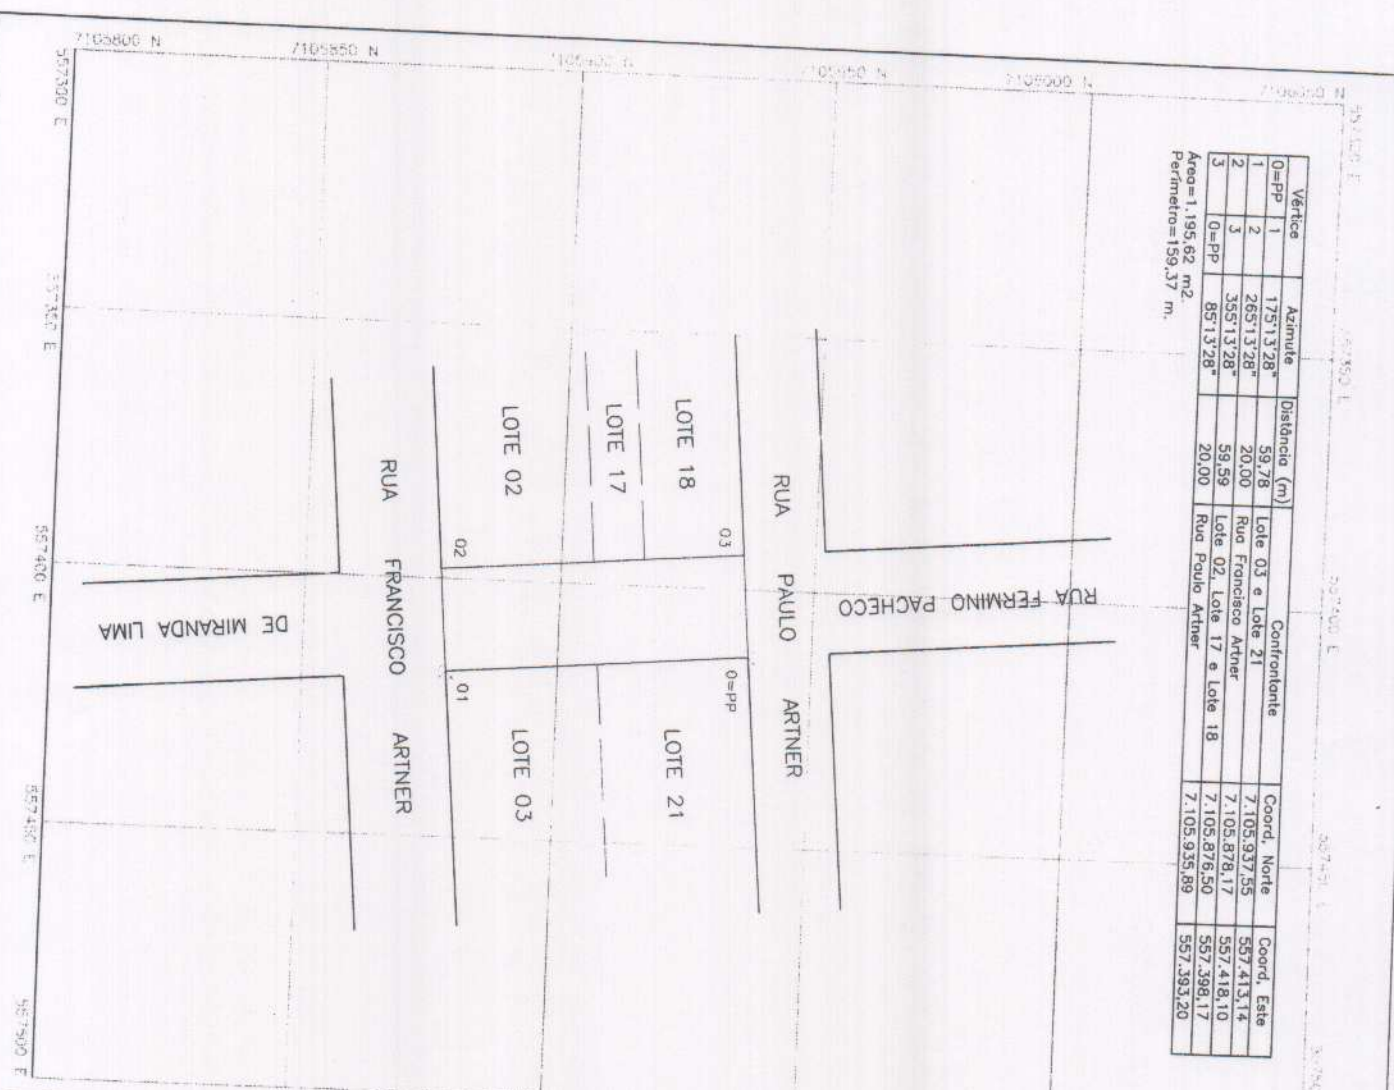 Vértice Azimute Distância (m) Confrontante Coord, Norte Coord, Este
0=PP 1 175°13'28" 59,78 Lote 03 e Lote 21 7.105.937,55 557.413,14
1 2 265°13'28" 20,00 Rua Francisco Artner 7.105.878,17 557.418,10
2 3 355°13'28" 59,59 Lote 02, Lote 17 e Lote 18 7.105.876,50 557.398,17
3 0=PP 85°13'28" 20,00 Rua Paulo Artner 7.105.935,89 557.393,20
Área=1.195,62 m2.
Perímetro=159,37 m.
7105800 N
7105850 N
7105900 N
7105950 N
557300 E
557350 E
557400 E
557450 E
557500 E
557350 E
557400 E
RUA FERMINO PACHECO
RUA PAULO ARTNER
03
0=PP
LOTE 18
LOTE 21
LOTE 17
LOTE 02
LOTE 03
02
01
RUA FRANCISCO ARTNER
DE MIRANDA LIMA